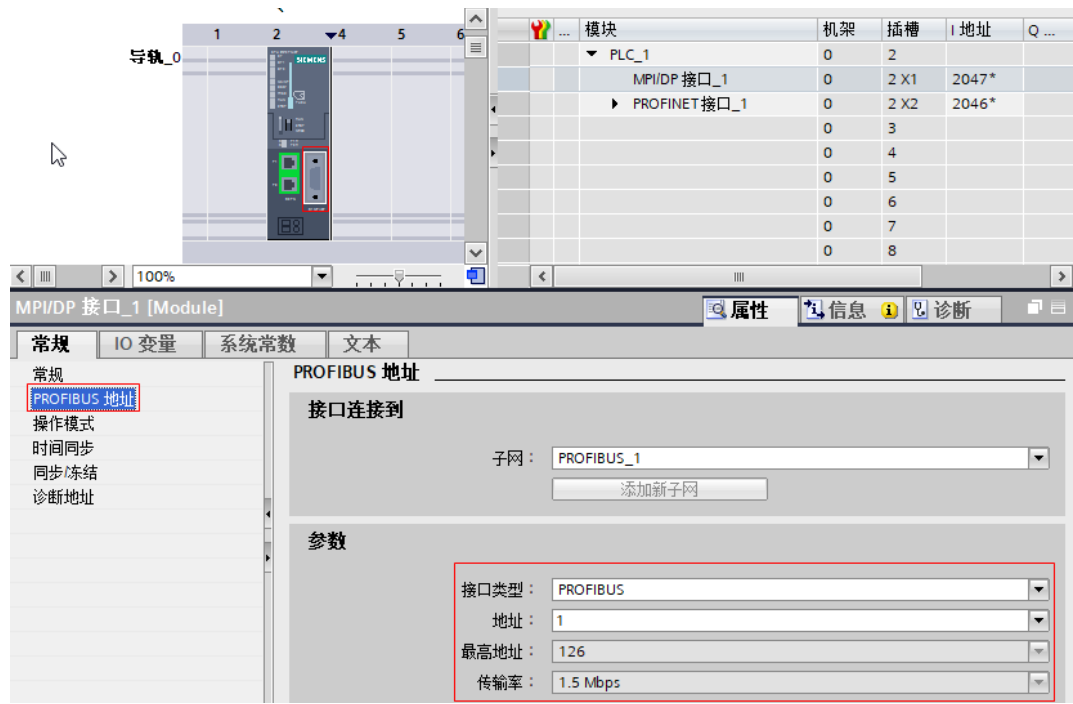 1 2 4 5 6
导轨_0
SIEMENS
100%
... 模块 机架 插槽 I 地址 Q ...
PLC_1 0 2
MPI/DP 接口_1 0 2 X1 2047*
PROFINET接口_1 0 2 X2 2046*
0 3
0 4
0 5
0 6
0 7
0 8
MPI/DP 接口_1 [Module]
属性 信息 诊断
常规 IO 变量 系统常数 文本
常规
PROFIBUS 地址
操作模式
时间同步
同步/冻结
诊断地址
PROFIBUS 地址
接口连接到
子网： PROFIBUS_1
添加新子网
参数
接口类型： PROFIBUS
地址： 1
最高地址： 126
传输率： 1.5 Mbps